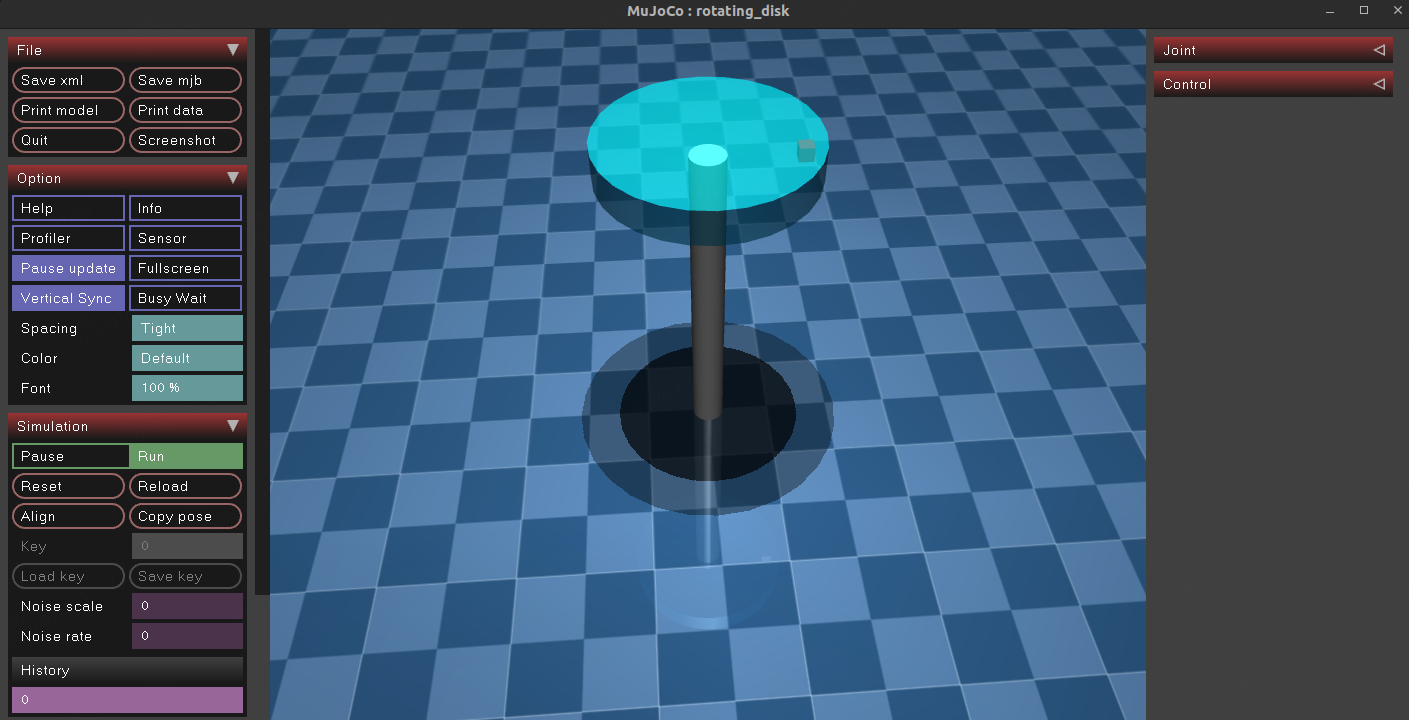 MuJoCo : rotating_disk
File
Save xml Save mjb
Print model Print data
Quit Screenshot
Option
Help Info
Profiler Sensor
Pause update Fullscreen
Vertical Sync Busy Wait
Spacing Tight
Color Default
Font 100 %
Simulation
Pause Run
Reset Reload
Align Copy pose
Key 0
Load key Save key
Noise scale 0
Noise rate 0
History
0
Joint
Control